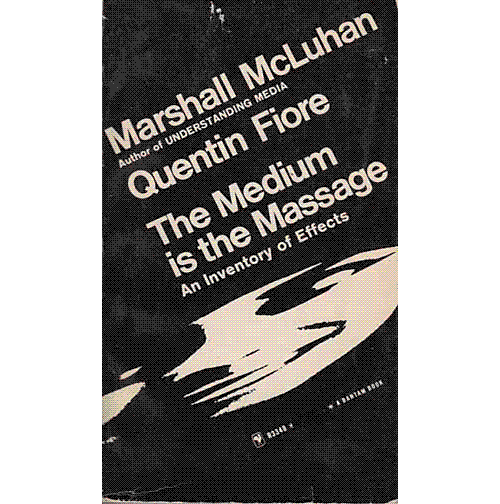 Marshall McLuhan
Author of UNDERSTANDING MEDIA
Quentin Fiore
The Medium
is the Massage
An Inventory of Effects
* A BANTAM BOOK
R3348 *